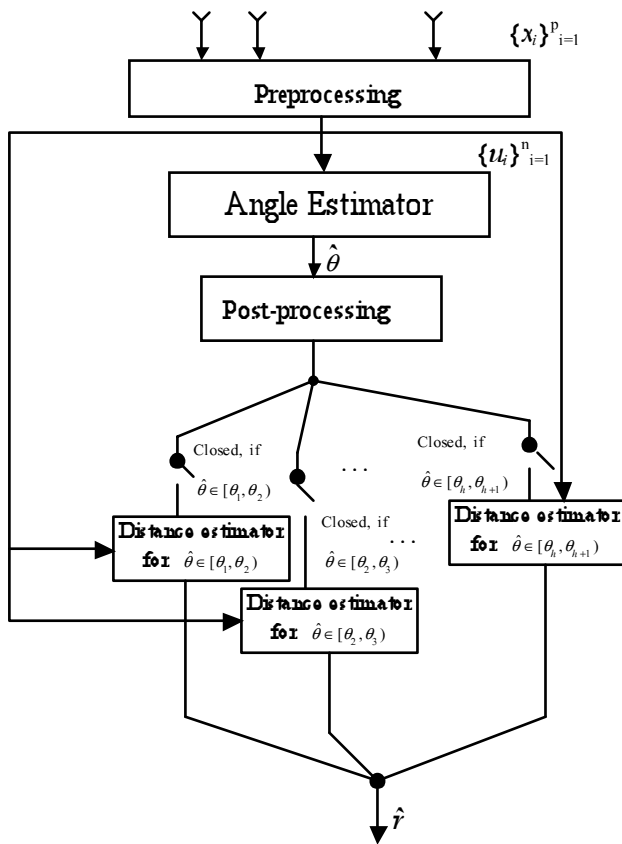 {x_i}^p_{i=1}
Preprocessing
{u_i}^n_{i=1}
Angle Estimator
θ̂
Post-processing
Closed, if
θ̂ ∈ [θ_1, θ_2)
. . .
Closed, if
θ̂ ∈ [θ_h, θ_{h+1})
Closed, if
θ̂ ∈ [θ_2, θ_3)
. . .
Distance estimator
for θ̂ ∈ [θ_1, θ_2)
Distance estimator
for θ̂ ∈ [θ_h, θ_{h+1})
Distance estimator
for θ̂ ∈ [θ_2, θ_3)
r̂